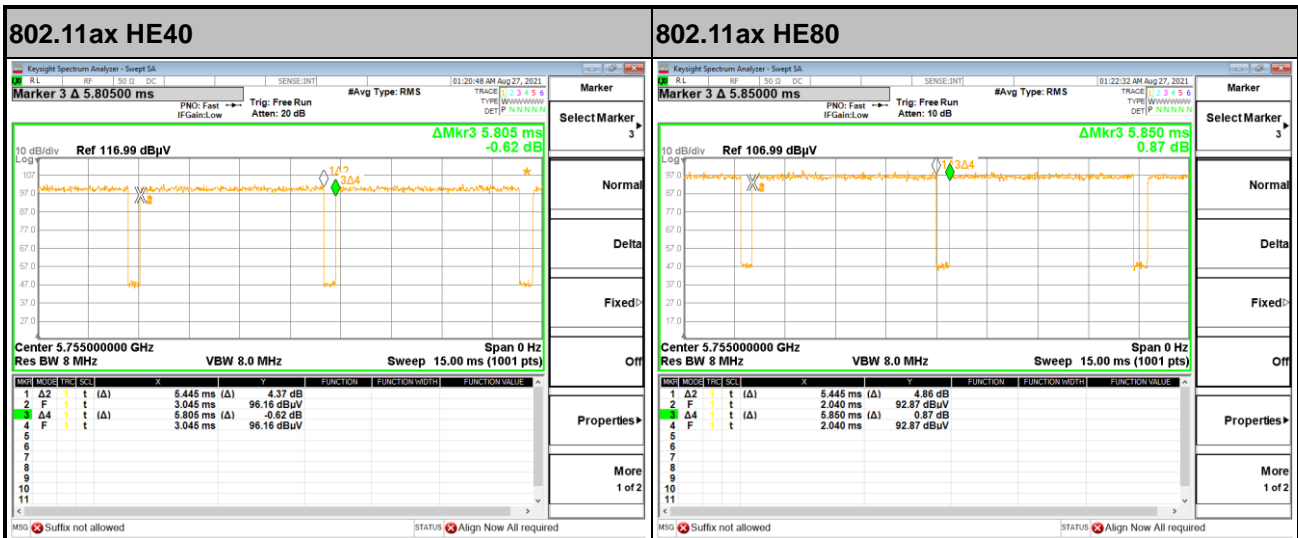 802.11ax HE40
Keysight Spectrum Analyzer - Swept SA
RL RF 50 Ω DC SENSE:INT 01:20:48 AM Aug 27, 2021
Marker 3 Δ 5.80500 ms
PNO: Fast
IFGain:Low
Trig: Free Run
Atten: 20 dB
#Avg Type: RMS
TRACE 1 2 3 4 5 6
TYPE WWWWWWW
DET P N N N N N
ΔMkr3 5.805 ms
-0.62 dB
10 dB/div Ref 116.99 dBµV
Log
107
97.0
87.0
77.0
67.0
57.0
47.0
37.0
27.0
1Δ2
3Δ4
Center 5.755000000 GHz Span 0 Hz
Res BW 8 MHz VBW 8.0 MHz Sweep 15.00 ms (1001 pts)
MKR MODE TRC SCL X Y FUNCTION FUNCTION WIDTH FUNCTION VALUE
1 Δ2 1 t (Δ) 5.445 ms (Δ) 4.37 dB
2 F 1 t 3.045 ms 96.16 dBµV
3 Δ4 1 t (Δ) 5.805 ms (Δ) -0.62 dB
4 F 1 t 3.045 ms 96.16 dBµV
5
6
7
8
9
10
11
MSG Suffix not allowed STATUS Align Now All required
Marker
Select Marker
3
Normal
Delta
Fixed
Off
Properties
More
1 of 2
802.11ax HE80
Keysight Spectrum Analyzer - Swept SA
RL RF 50 Ω DC SENSE:INT 01:22:32 AM Aug 27, 2021
Marker 3 Δ 5.85000 ms
PNO: Fast
IFGain:Low
Trig: Free Run
Atten: 10 dB
#Avg Type: RMS
TRACE 1 2 3 4 5 6
TYPE WWWWWWW
DET P N N N N N
ΔMkr3 5.850 ms
0.87 dB
10 dB/div Ref 106.99 dBµV
Log
97.0
87.0
77.0
67.0
57.0
47.0
37.0
27.0
17.0
3Δ4
Center 5.755000000 GHz Span 0 Hz
Res BW 8 MHz VBW 8.0 MHz Sweep 15.00 ms (1001 pts)
MKR MODE TRC SCL X Y FUNCTION FUNCTION WIDTH FUNCTION VALUE
1 Δ2 1 t (Δ) 5.445 ms (Δ) 4.86 dB
2 F 1 t 2.040 ms 92.87 dBµV
3 Δ4 1 t (Δ) 5.850 ms (Δ) 0.87 dB
4 F 1 t 2.040 ms 92.87 dBµV
5
6
7
8
9
10
11
MSG Suffix not allowed STATUS Align Now All required
Marker
Select Marker
3
Normal
Delta
Fixed
Off
Properties
More
1 of 2